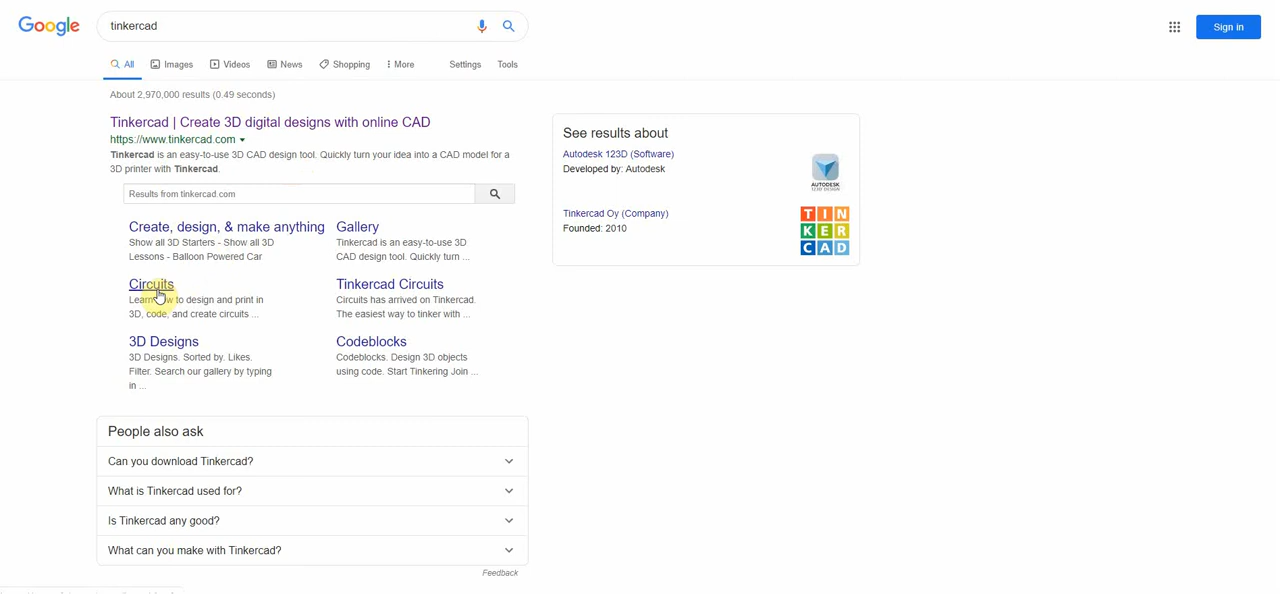 Google
tinkercad
Sign in
All Images Videos News Shopping More Settings Tools
About 2,970,000 results (0.49 seconds)
Tinkercad | Create 3D digital designs with online CAD
https://www.tinkercad.com
Tinkercad is an easy-to-use 3D CAD design tool. Quickly turn your idea into a CAD model for a
3D printer with Tinkercad.
Results from tinkercad.com
Create, design, & make anything
Show all 3D Starters - Show all 3D
Lessons - Balloon Powered Car
Gallery
Tinkercad is an easy-to-use 3D
CAD design tool. Quickly turn ...
Circuits
Learn to design and print in
3D, code, and create circuits ...
Tinkercad Circuits
Circuits has arrived on Tinkercad.
The easiest way to tinker with ...
3D Designs
3D Designs. Sorted by. Likes.
Filter. Search our gallery by typing
in ...
Codeblocks
Codeblocks. Design 3D objects
using code. Start Tinkering Join ...
People also ask
Can you download Tinkercad?
What is Tinkercad used for?
Is Tinkercad any good?
What can you make with Tinkercad?
Feedback
See results about
Autodesk 123D (Software)
Developed by: Autodesk
AUTODESK
123D DESIGN
Tinkercad Oy (Company)
Founded: 2010
TIN
KER
CAD